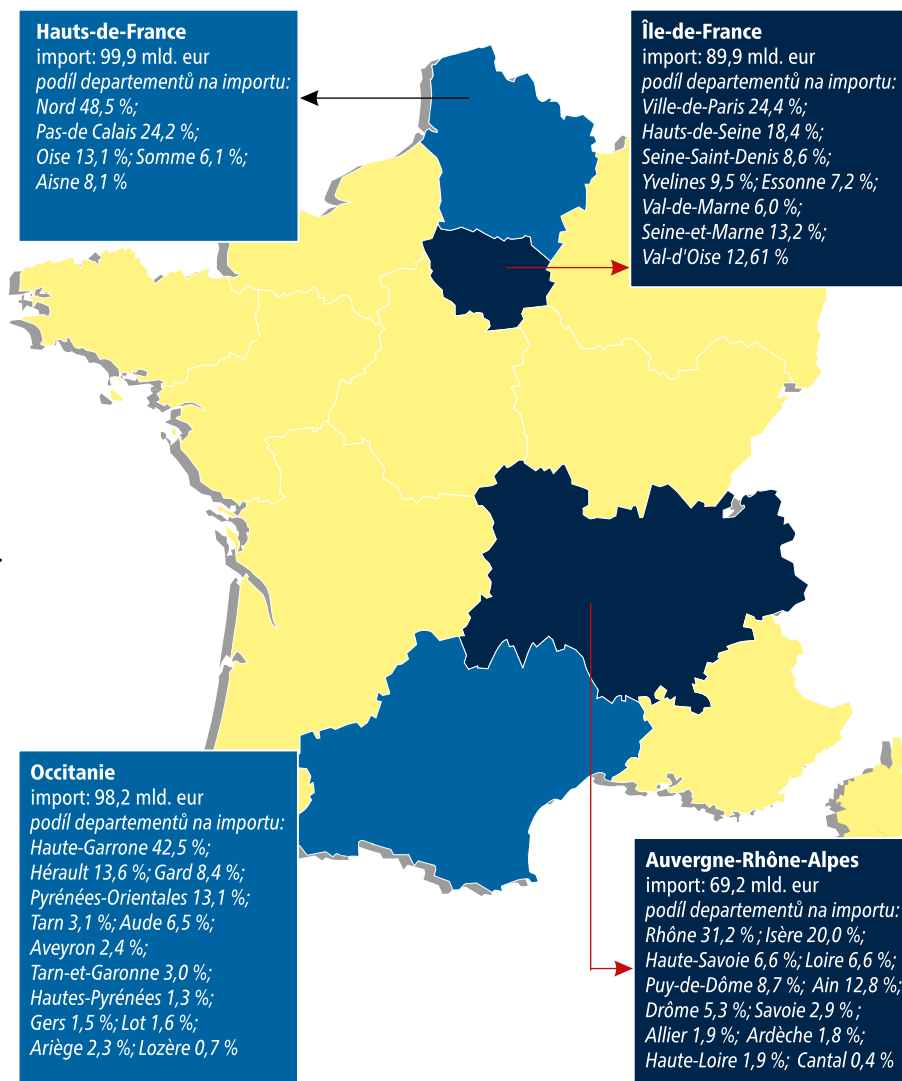 Hauts-de-France
import: 99,9 mld. eur
podíl departementů na importu:
Nord 48,5 %;
Pas-de Calais 24,2 %;
Oise 13,1 %; Somme 6,1 %;
Aisne 8,1 %
Île-de-France
import: 89,9 mld. eur
podíl departementů na importu:
Ville-de-Paris 24,4 %;
Hauts-de-Seine 18,4 %;
Seine-Saint-Denis 8,6 %;
Yvelines 9,5 %; Essonne 7,2 %;
Val-de-Marne 6,0 %;
Seine-et-Marne 13,2 %;
Val-d'Oise 12,61 %
Occitanie
import: 98,2 mld. eur
podíl departementů na importu:
Haute-Garrone 42,5 %;
Hérault 13,6 %; Gard 8,4 %;
Pyrénées-Orientales 13,1 %;
Tarn 3,1 %; Aude 6,5 %;
Aveyron 2,4 %;
Tarn-et-Garonne 3,0 %;
Hautes-Pyrénées 1,3 %;
Gers 1,5 %; Lot 1,6 %;
Ariège 2,3 %; Lozère 0,7 %
Auvergne-Rhône-Alpes
import: 69,2 mld. eur
podíl departementů na importu:
Rhône 31,2 %; Isère 20,0 %;
Haute-Savoie 6,6 %; Loire 6,6 %;
Puy-de-Dôme 8,7 %; Ain 12,8 %;
Drôme 5,3 %; Savoie 2,9 %;
Allier 1,9 %; Ardèche 1,8 %;
Haute-Loire 1,9 %; Cantal 0,4 %